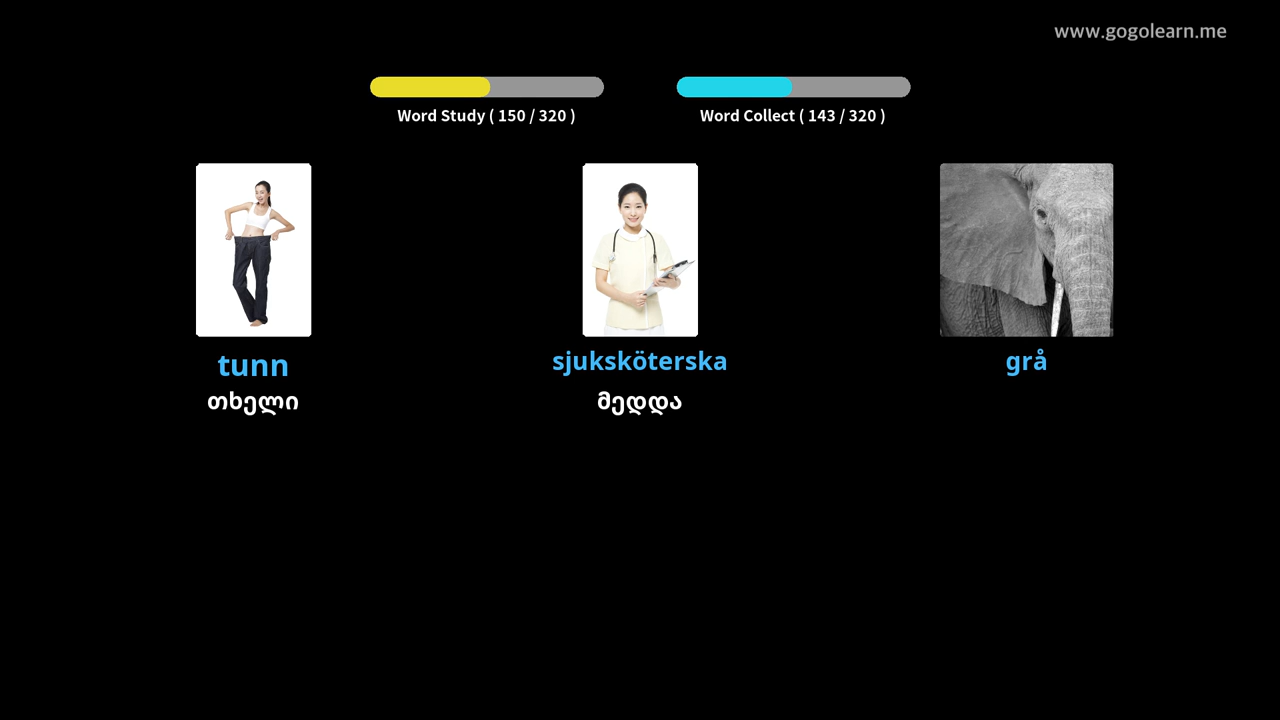 www.gogolearn.me
Word Study ( 150 / 320 )
Word Collect ( 143 / 320 )
tunn
sjuksköterska
grå
თხელი
მედდა